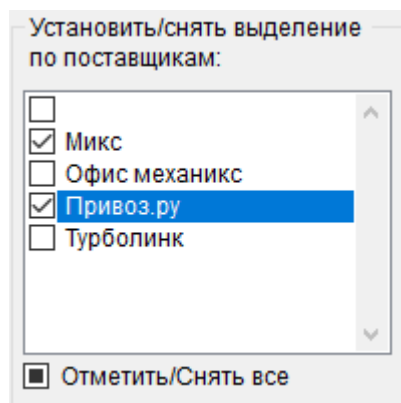 Установить/снять выделение
по поставщикам:
Микс
Офис механикс
Привоз.ру
Турболинк
Отметить/Снять все